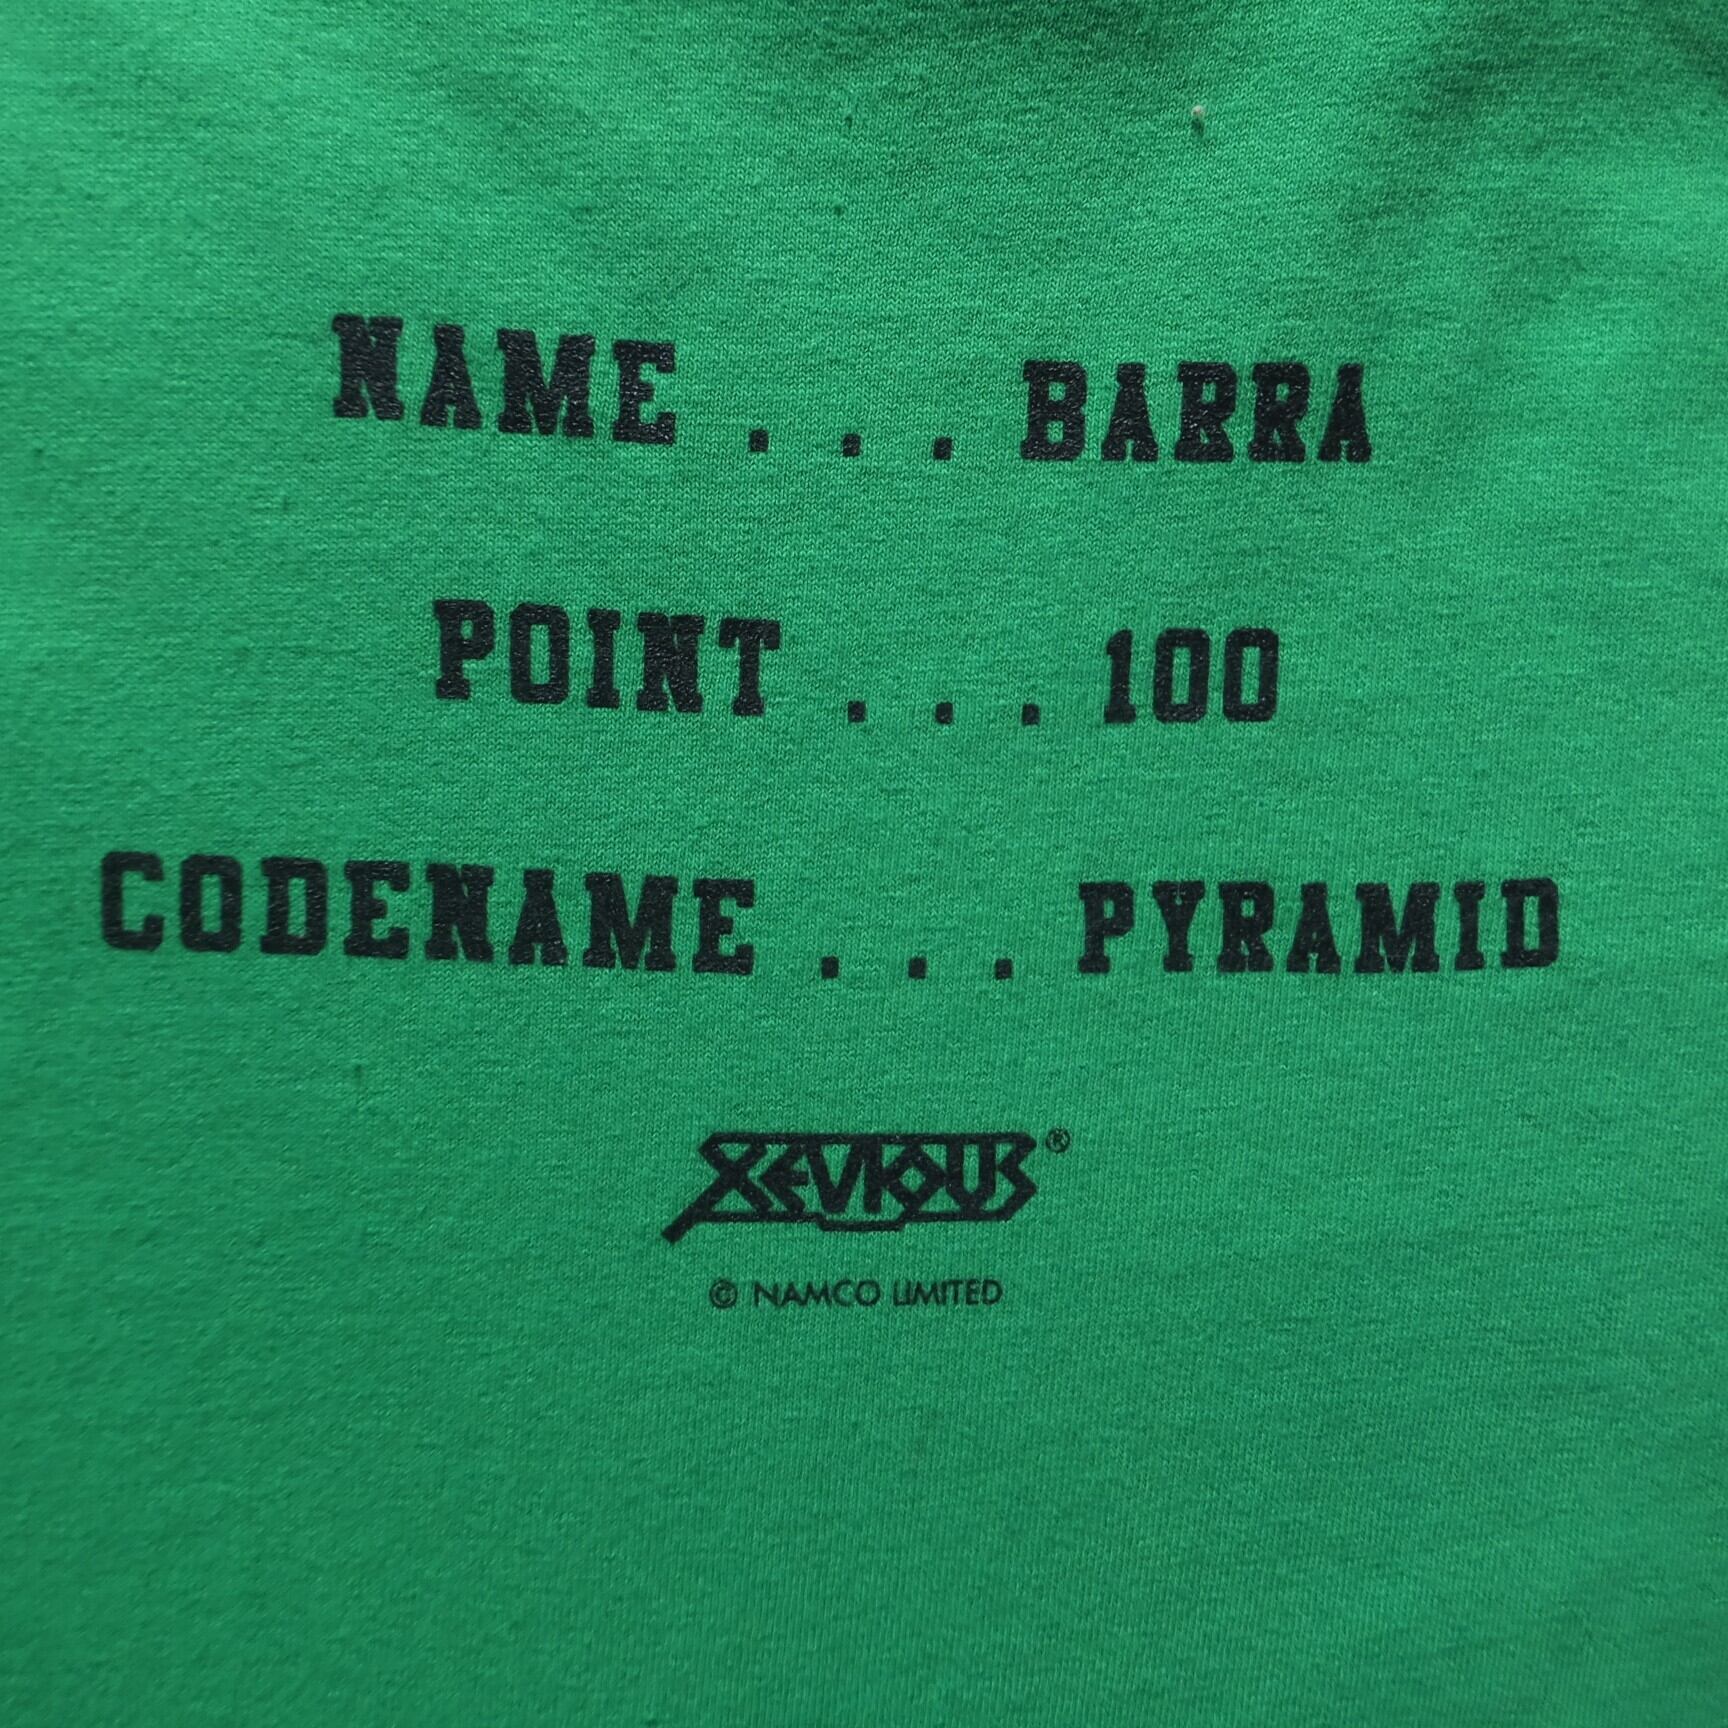 NAME . . . BARRA
POINT . . . 100
CODENAME . . . PYRAMID
XEVIOUS®
© NAMCO LIMITED